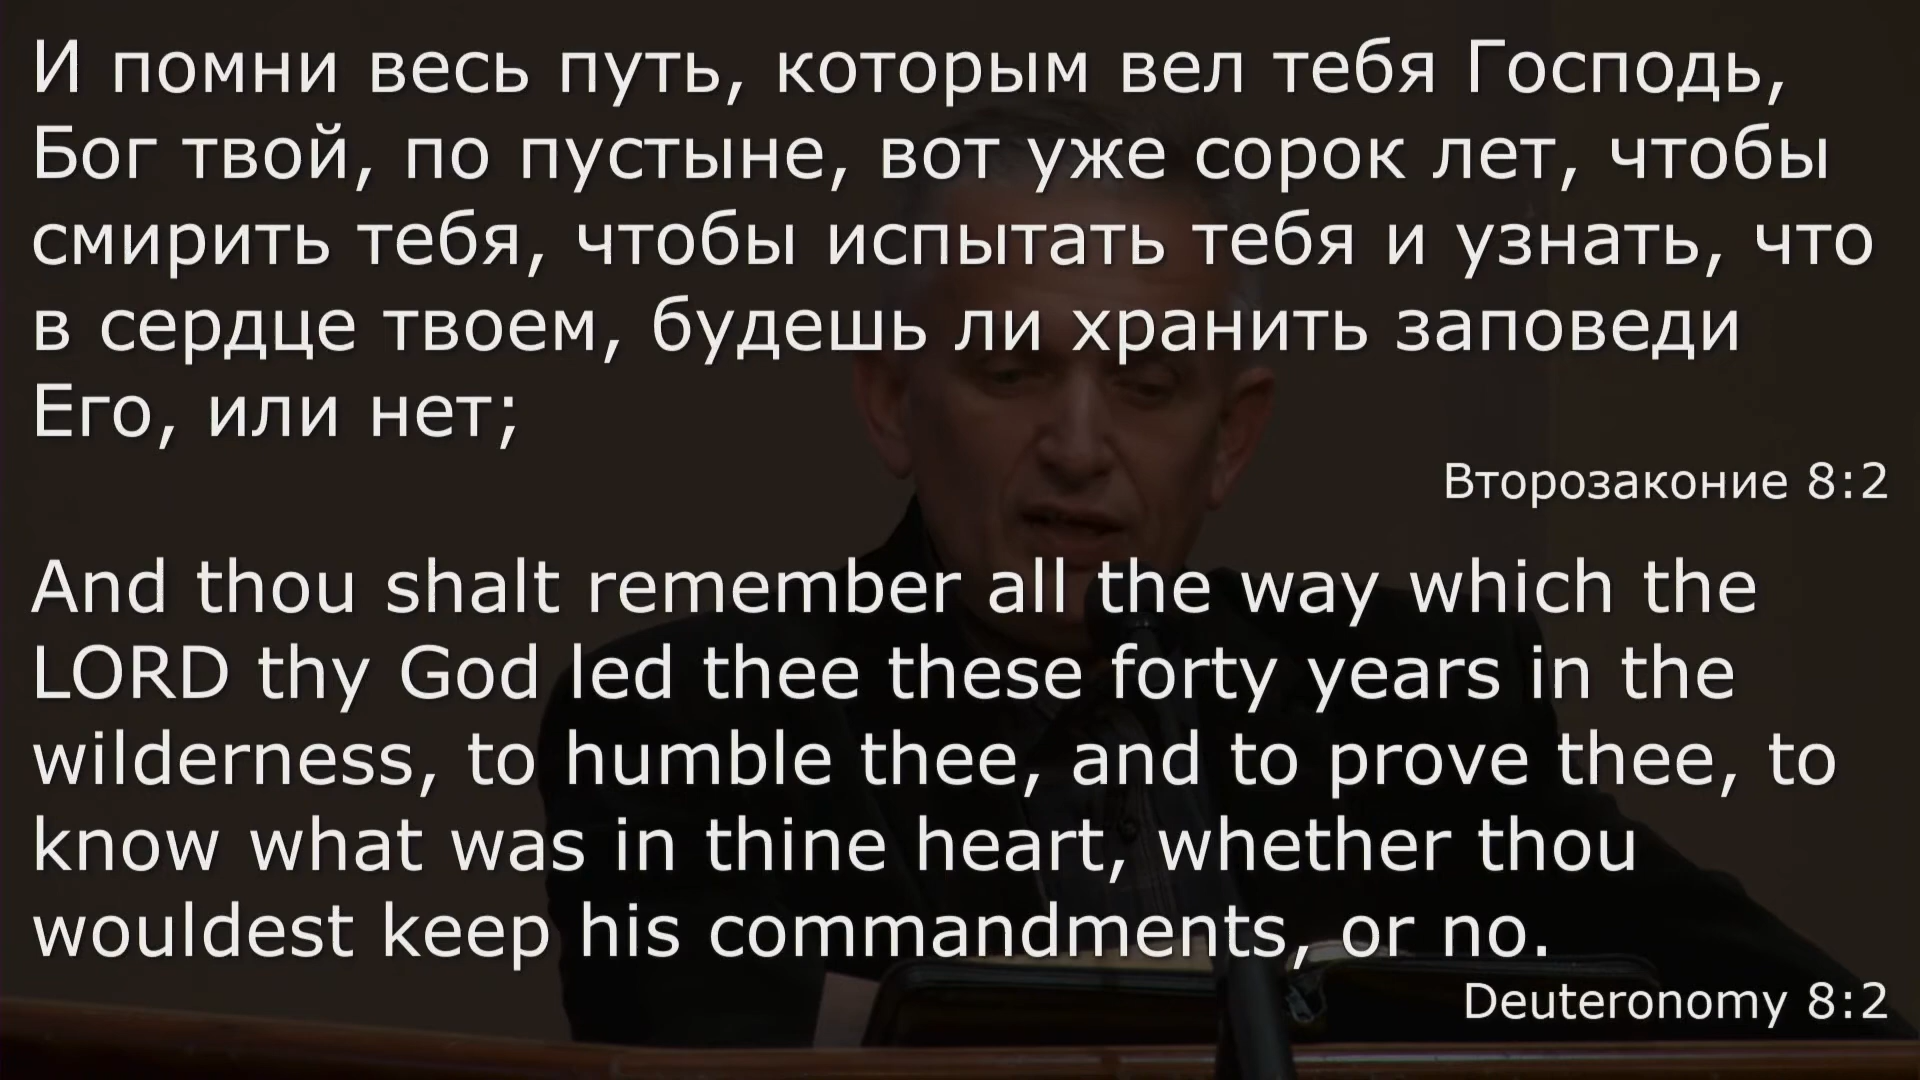 И помни весь путь, которым вел тебя Господь,
Бог твой, по пустыне, вот уже сорок лет, чтобы
смирить тебя, чтобы испытать тебя и узнать, что
в сердце твоем, будешь ли хранить заповеди
Его, или нет;
Второзаконие 8:2
And thou shalt remember all the way which the
LORD thy God led thee these forty years in the
wilderness, to humble thee, and to prove thee, to
know what was in thine heart, whether thou
wouldest keep his commandments, or no.
Deuteronomy 8:2